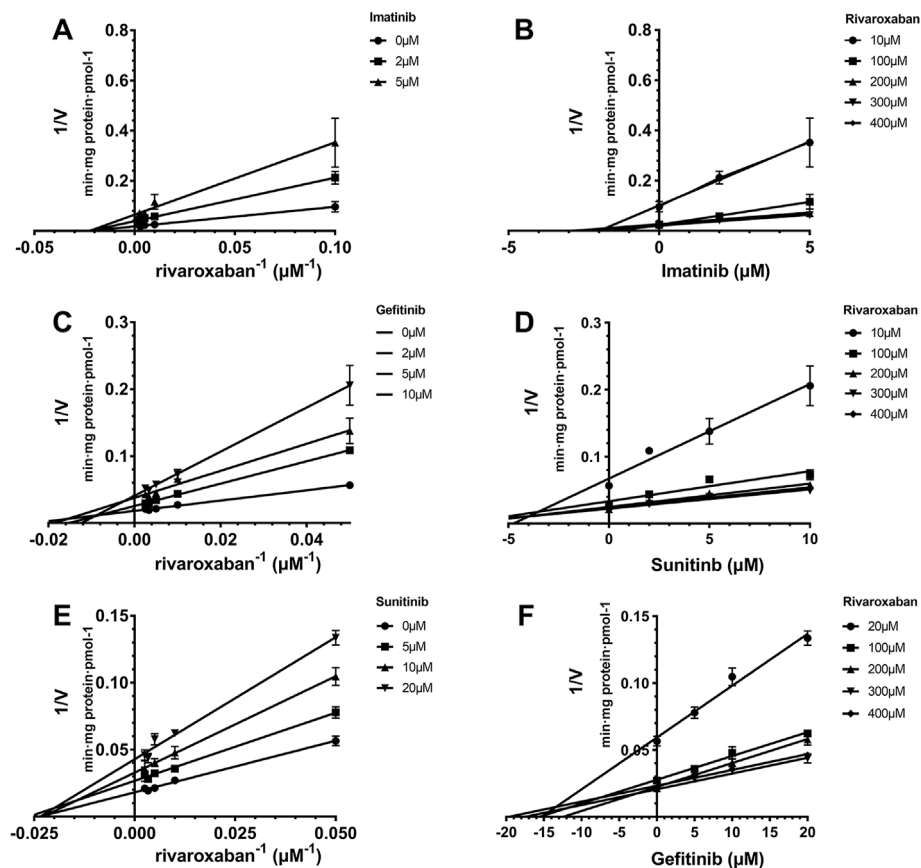 A
Imatinib
0μM
2μM
5μM
1/V
min·mg protein·pmol-1
0.8
0.6
0.4
0.2
-0.05
0.00
0.05
0.10
rivaroxaban-1 (μM-1)
B
Rivaroxaban
10μM
100μM
200μM
300μM
400μM
1/V
min·mg protein·pmol-1
0.8
0.6
0.4
0.2
-5
0
5
Imatinib (μM)
C
Gefitinib
0μM
2μM
5μM
10μM
1/V
min·mg protein·pmol-1
0.3
0.2
0.1
-0.02
0.00
0.02
0.04
rivaroxaban-1 (μM-1)
D
Rivaroxaban
10μM
100μM
200μM
300μM
400μM
1/V
min·mg protein·pmol-1
0.3
0.2
0.1
-5
0
5
10
Sunitinb (μM)
E
Sunitinib
0μM
5μM
10μM
20μM
1/V
min·mg protein·pmol-1
0.15
0.10
0.05
-0.025
0.000
0.025
0.050
rivaroxaban-1 (μM-1)
F
Rivaroxaban
20μM
100μM
200μM
300μM
400μM
1/V
min·mg protein·pmol-1
0.15
0.10
0.05
-20
-15
-10
-5
0
5
10
15
20
Gefitinib (μM)